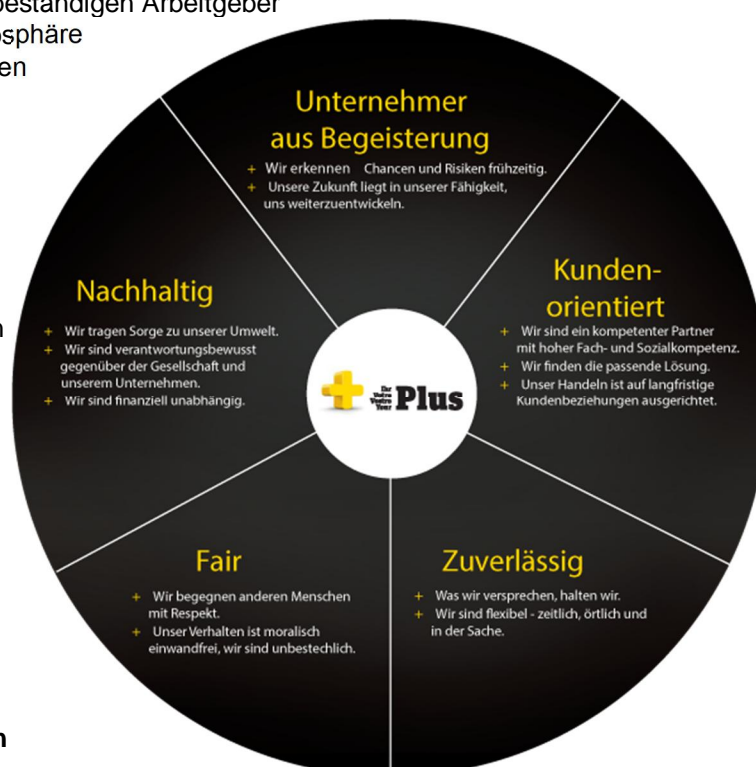 beständigen Arbeitgeber
osphäre
en
Unternehmer
aus Begeisterung
+ Wir erkennen Chancen und Risiken frühzeitig.
+ Unsere Zukunft liegt in unserer Fähigkeit,
uns weiterzuentwickeln.
Kunden-
orientiert
+ Wir sind ein kompetenter Partner
mit hoher Fach- und Sozialkompetenz.
+ Wir finden die passende Lösung.
+ Unser Handeln ist auf langfristige
Kundenbeziehungen ausgerichtet.
Zuverlässig
+ Was wir versprechen, halten wir.
+ Wir sind flexibel - zeitlich, örtlich und
in der Sache.
Fair
+ Wir begegnen anderen Menschen
mit Respekt.
+ Unser Verhalten ist moralisch
einwandfrei, wir sind unbestechlich.
Nachhaltig
+ Wir tragen Sorge zu unserer Umwelt.
+ Wir sind verantwortungsbewusst
gegenüber der Gesellschaft und
unserem Unternehmen.
+ Wir sind finanziell unabhängig.
Ihr
Votre
Vostro
Your
Plus
n
n